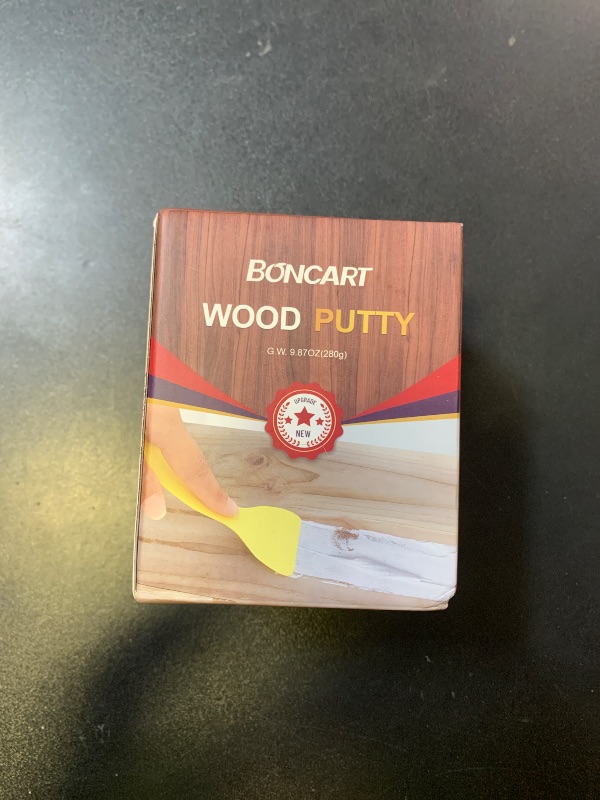 BONCART
WOOD PUTTY
G.W. 9.87OZ(280g)
UPGRADE
NEW